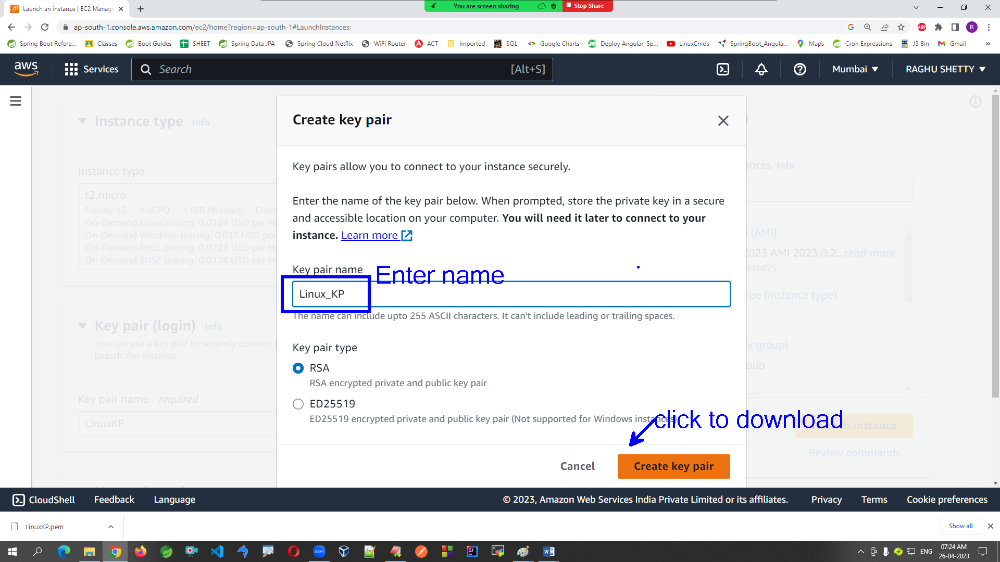 Launch an instance | EC2 Manage
You are screen sharing
Stop Share
ap-south-1.console.aws.amazon.com/ec2/home?region=ap-south-1#LaunchInstances:
ABP
R
Spring Boot Refere...
Classes
Boot Guides
SHEET
Spring Data JPA
Spring Cloud Netflix
WiFi Router
ACT
Imported
SQL
Google Charts
Deploy Angular, Sp...
LinuxCmds
SpringBoot_Angula...
Maps
Cron Expressions
JS Bin
Gmail
»
aws
Services
Search
[Alt+S]
Mumbai
RAGHU SHETTY
Instance type Info
Instance type
t2.micro
Family: t2 1 vCPU 1 GiB Memory Curre
On-Demand Linux pricing: 0.0124 USD per Ho
On-Demand Windows pricing: 0.017 USD per
On-Demand RHEL pricing: 0.0724 USD per Ho
On-Demand SUSE pricing: 0.0124 USD per Ho
Key pair (login) Info
You can use a key pair to securely connect t
launch the instance.
Key pair name - required
LinuxKP
Create key pair
Key pairs allow you to connect to your instance securely.
Enter the name of the key pair below. When prompted, store the private key in a secure
and accessible location on your computer. You will need it later to connect to your
instance. Learn more
Key pair name
Enter name
Linux_KP
The name can include upto 255 ASCII characters. It can't include leading or trailing spaces.
Key pair type
RSA
RSA encrypted private and public key pair
ED25519
ED25519 encrypted private and public key pair (Not supported for Windows instances)
click to download
Cancel
Create key pair
ances Info
(AMI)
2023 AMI 2023.0.2...read more
97cd75
ype (instance type)
y group)
oup
instance
Review commands
CloudShell
Feedback
Language
© 2023, Amazon Web Services India Private Limited or its affiliates.
Privacy
Terms
Cookie preferences
LinuxKP.pem
Show all
zoom
ENG
07:24 AM
26-04-2023